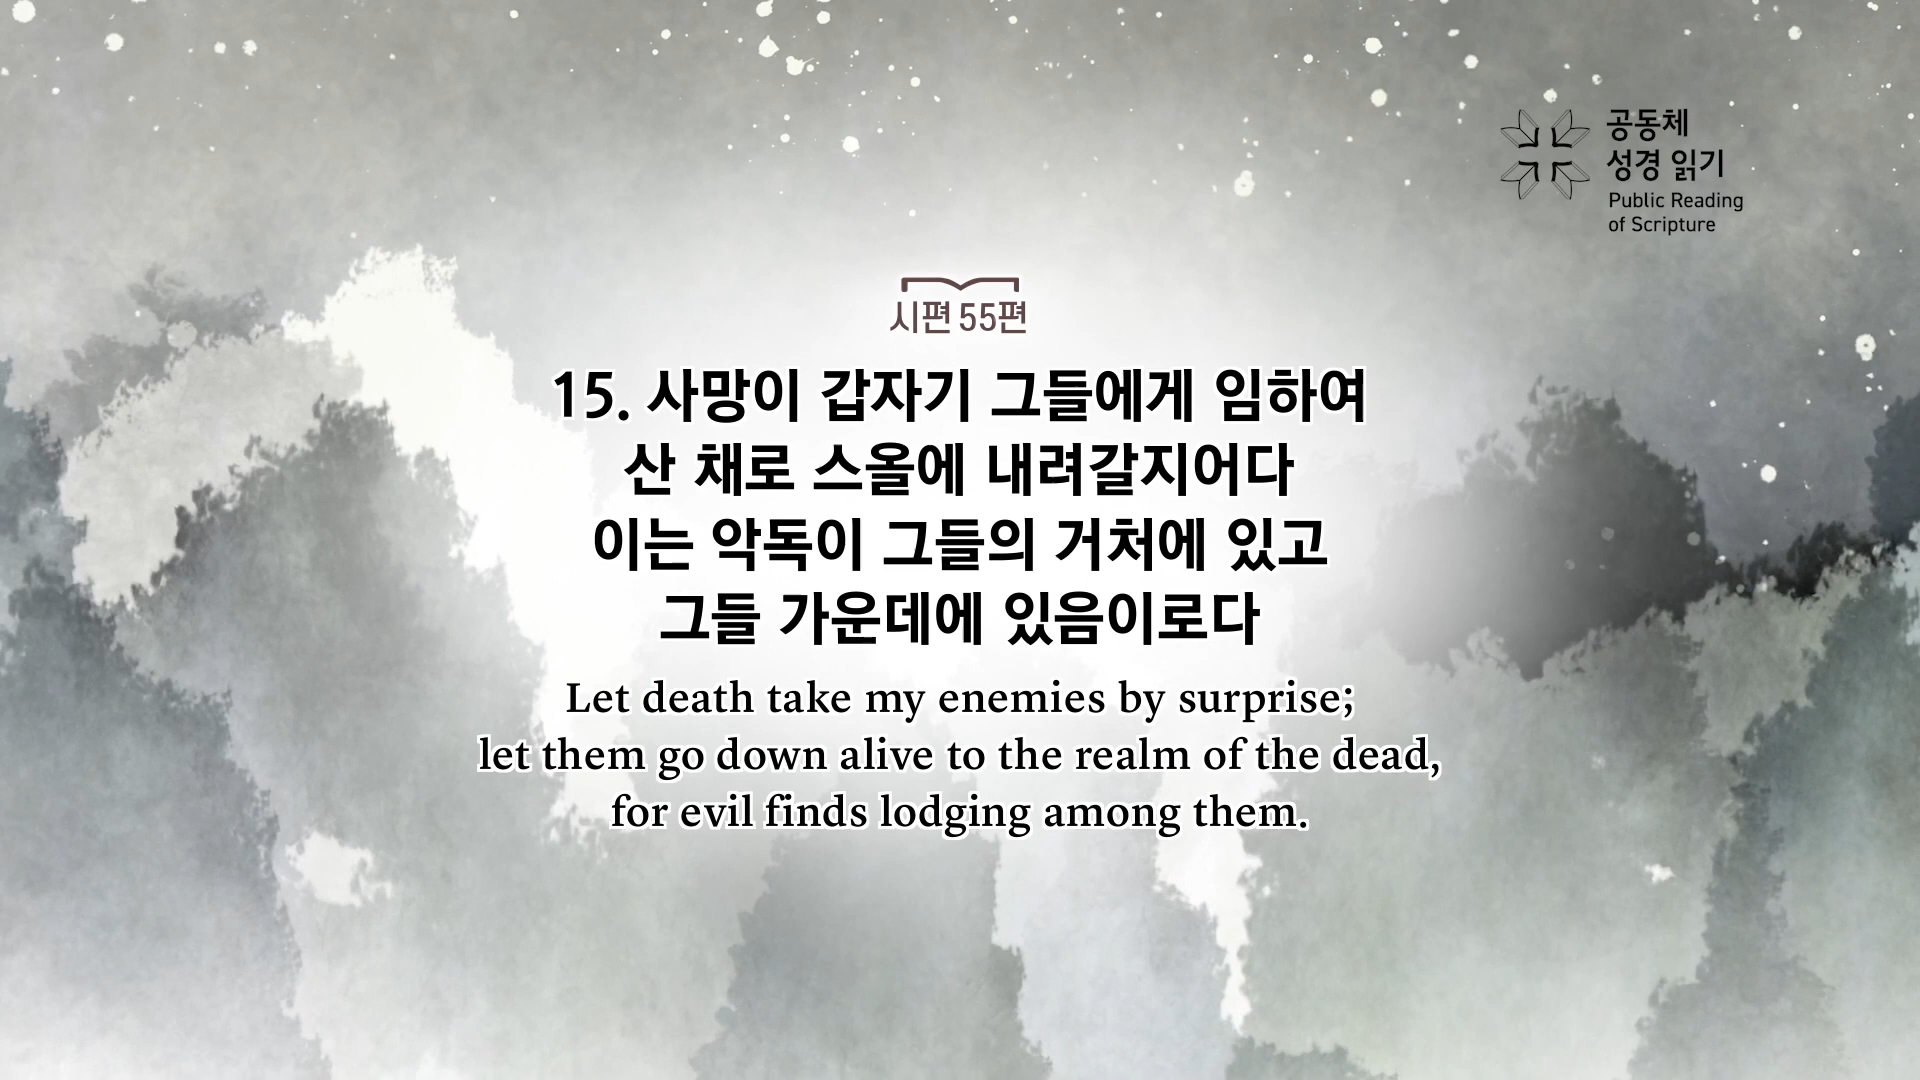 공동체
성경 읽기
Public Reading
of Scripture
시편 55편
15. 사망이 갑자기 그들에게 임하여
산 채로 스올에 내려갈지어다
이는 악독이 그들의 거처에 있고
그들 가운데에 있음이로다
Let death take my enemies by surprise;
let them go down alive to the realm of the dead,
for evil finds lodging among them.